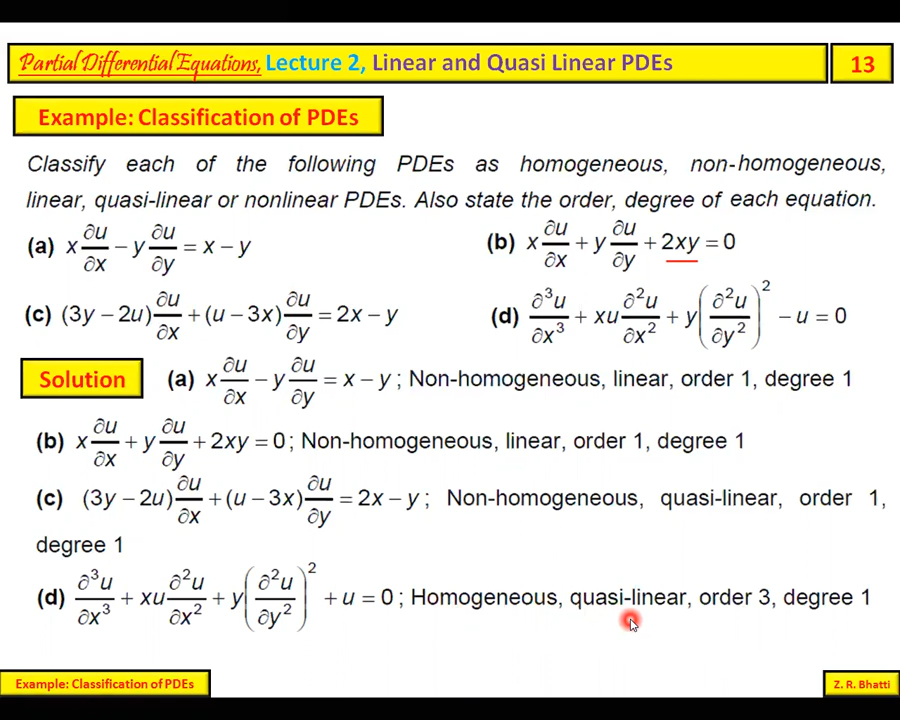 Partial Differential Equations, Lecture 2, Linear and Quasi Linear PDEs 13
Example: Classification of PDEs
Classify each of the following PDEs as homogeneous, non-homogeneous,
linear, quasi-linear or nonlinear PDEs. Also state the order, degree of each equation.
(a) x ∂u/∂x − y ∂u/∂y = x − y (b) x ∂u/∂x + y ∂u/∂y + 2xy = 0
(c) (3y − 2u) ∂u/∂x + (u − 3x) ∂u/∂y = 2x − y (d) ∂³u/∂x³ + xu ∂²u/∂x² + y(∂²u/∂y²)² − u = 0
Solution (a) x ∂u/∂x − y ∂u/∂y = x − y ; Non-homogeneous, linear, order 1, degree 1
(b) x ∂u/∂x + y ∂u/∂y + 2xy = 0 ; Non-homogeneous, linear, order 1, degree 1
(c) (3y − 2u) ∂u/∂x + (u − 3x) ∂u/∂y = 2x − y ; Non-homogeneous, quasi-linear, order 1,
degree 1
(d) ∂³u/∂x³ + xu ∂²u/∂x² + y(∂²u/∂y²)² + u = 0 ; Homogeneous, quasi-linear, order 3, degree 1
Example: Classification of PDEs Z. R. Bhatti